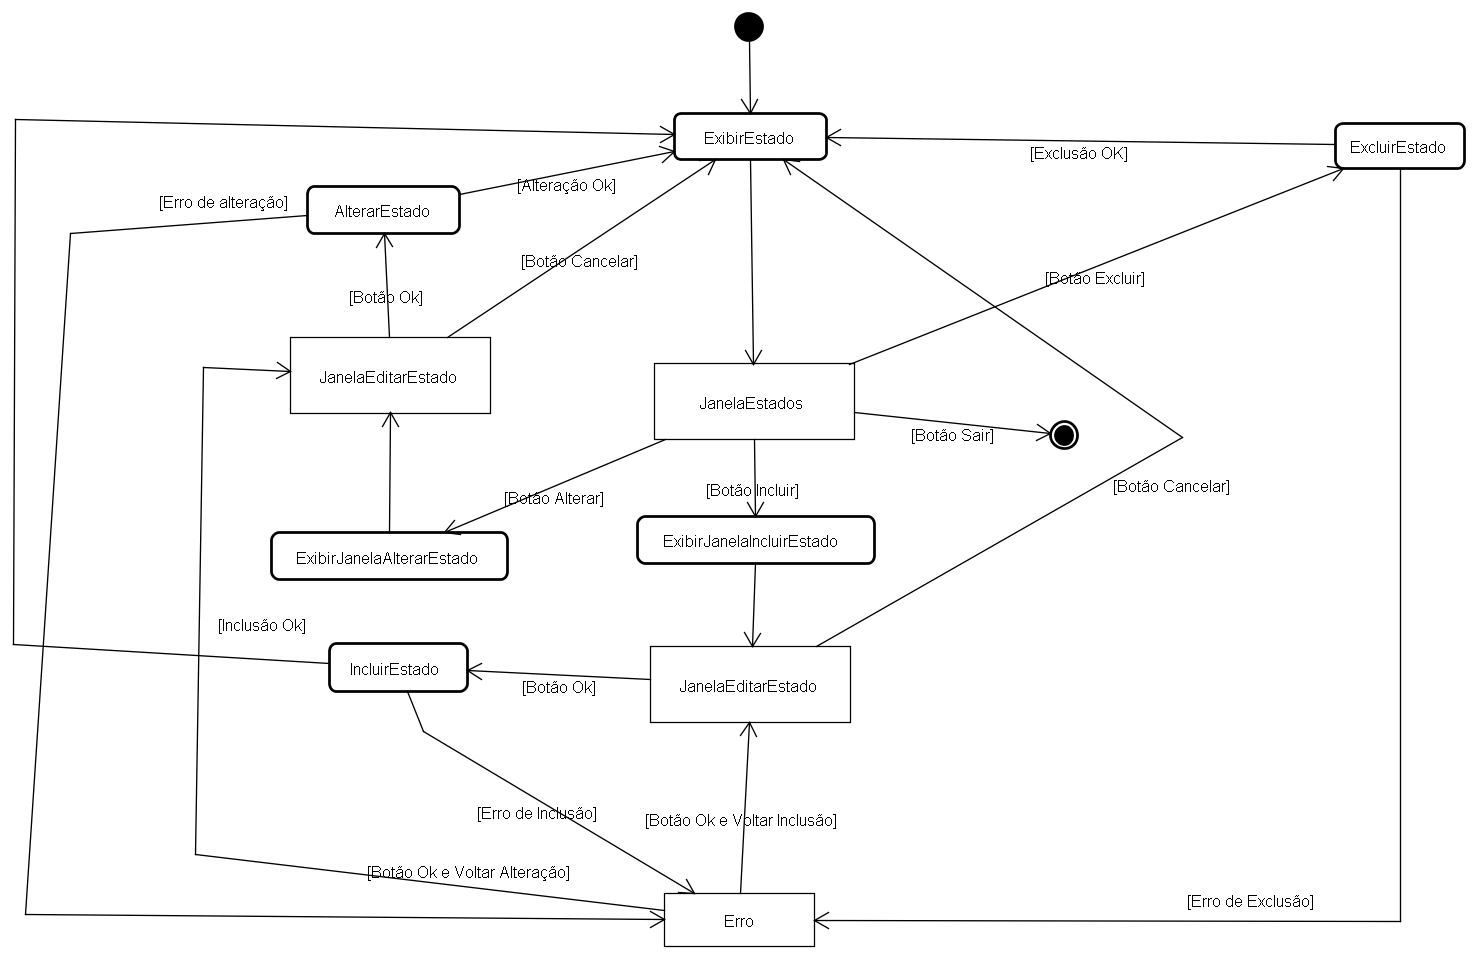 ExibirEstado
ExcluirEstado
[Exclusão OK]
[Alteração Ok]
[Erro de alteração]
AlterarEstado
[Botão Cancelar]
[Botão Excluir]
[Botão Ok]
JanelaEditarEstado
JanelaEstados
[Botão Sair]
[Botão Cancelar]
[Botão Alterar]
[Botão Incluir]
ExibirJanelaIncluirEstado
ExibirJanelaAlterarEstado
[Inclusão Ok]
IncluirEstado
[Botão Ok]
JanelaEditarEstado
[Erro de Inclusão]
[Botão Ok e Voltar Inclusão]
[Botão Ok e Voltar Alteração]
[Erro de Exclusão]
Erro